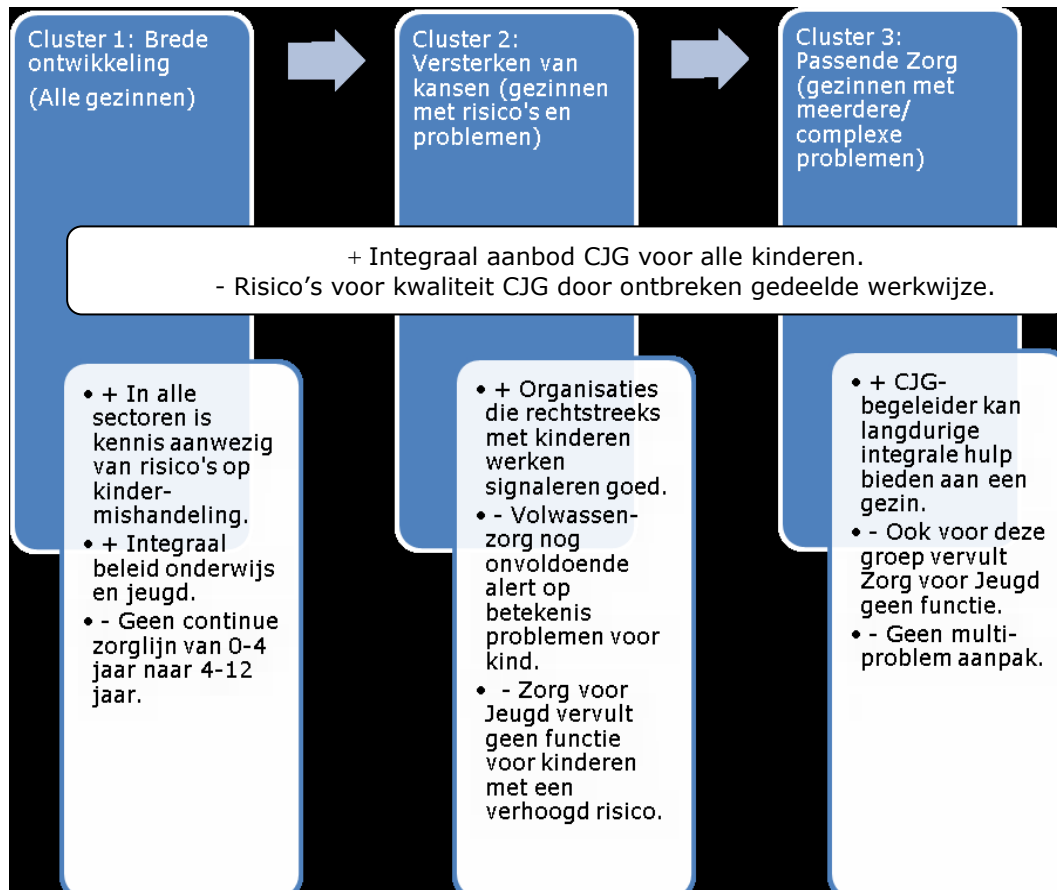 Cluster 1: Brede
ontwikkeling
(Alle gezinnen)
Cluster 2:
Versterken van
kansen (gezinnen
met risico's en
problemen)
Cluster 3:
Passende Zorg
(gezinnen met
meerdere/
complexe
problemen)
+ Integraal aanbod CJG voor alle kinderen.
- Risico's voor kwaliteit CJG door ontbreken gedeelde werkwijze.
• + In alle
sectoren is
kennis aanwezig
van risico's op
kinder-
mishandeling.
• + Integraal
beleid onderwijs
en jeugd.
• - Geen continue
zorglijn van 0-4
jaar naar 4-12
jaar.
• + Organisaties
die rechtstreeks
met kinderen
werken
signaleren goed.
• - Volwassen-
zorg nog
onvoldoende
alert op
betekenis
problemen voor
kind.
• - Zorg voor
Jeugd vervult
geen functie
voor kinderen
met een
verhoogd risico.
• + CJG-
begeleider kan
langdurige
integrale hulp
bieden aan een
gezin.
• - Ook voor deze
groep vervult
Zorg voor Jeugd
geen functie.
• - Geen multi-
problem aanpak.